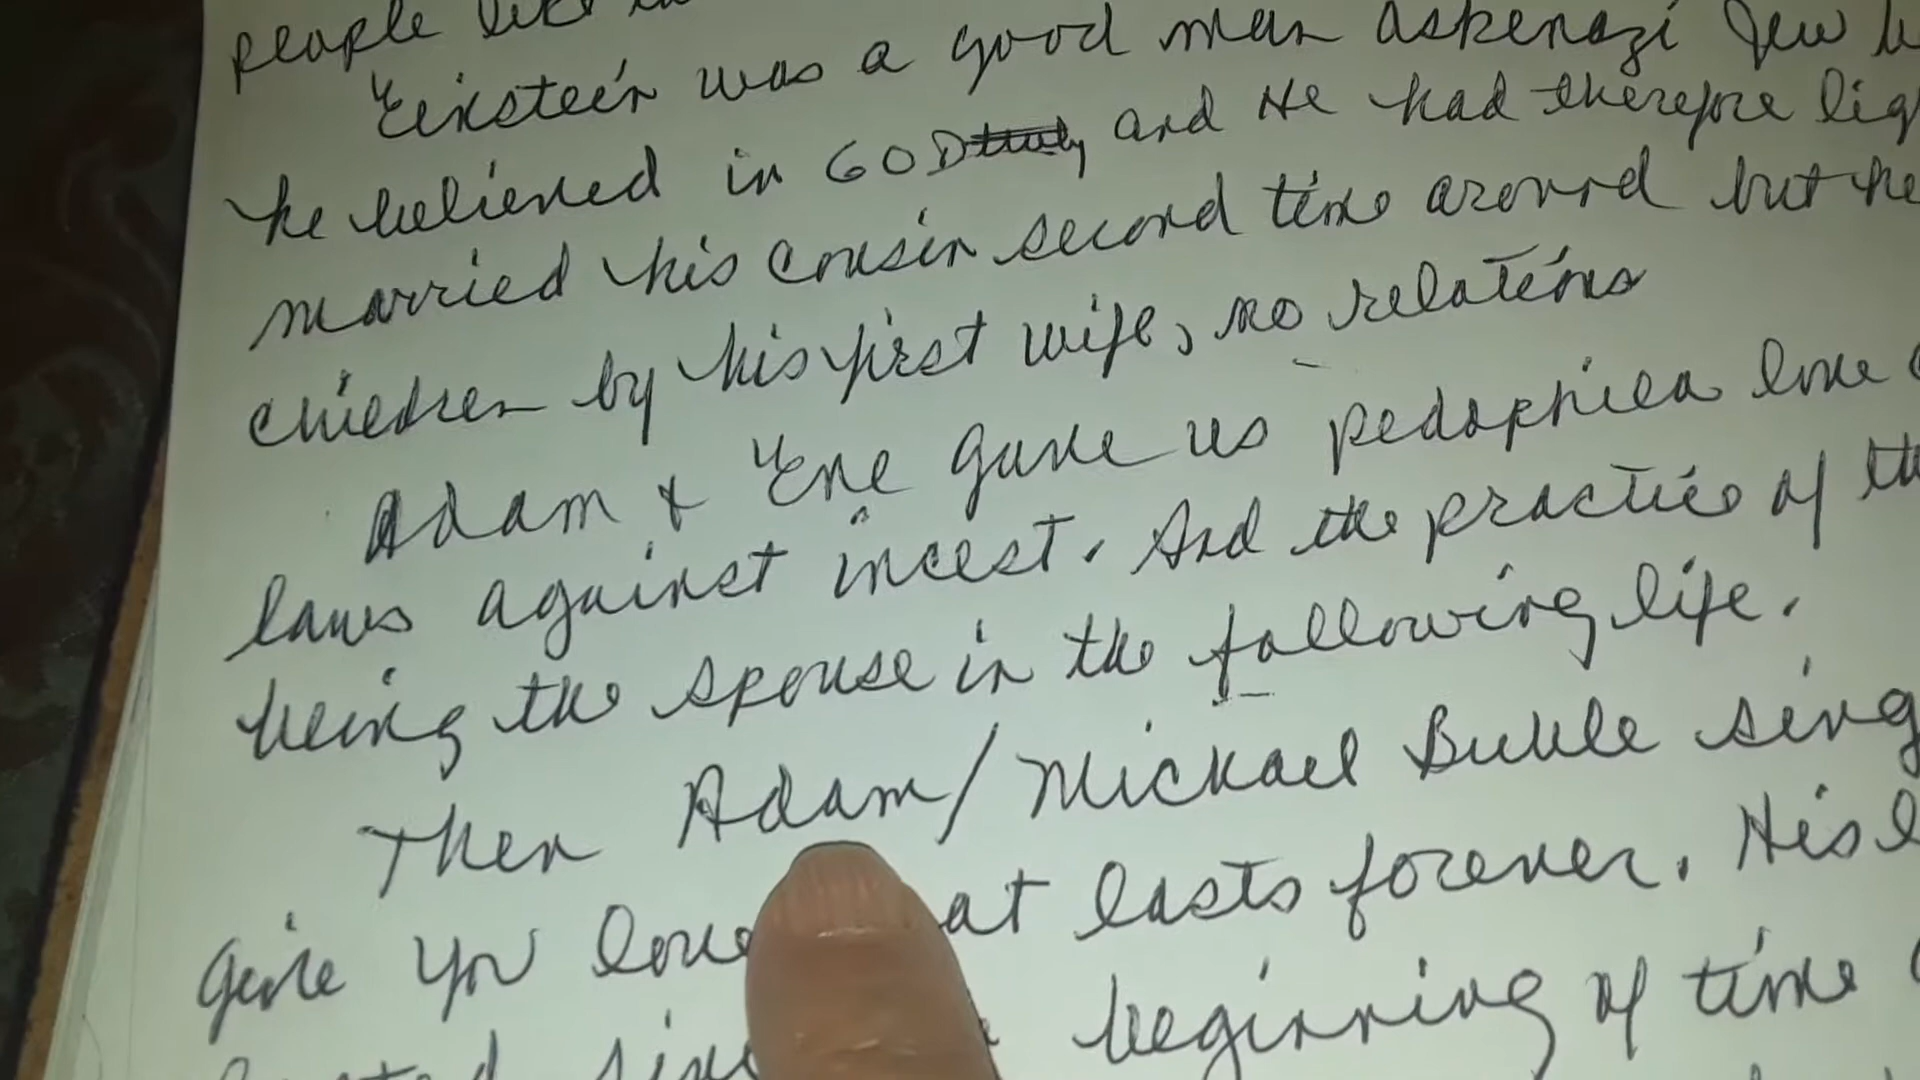 people like
Einstein was a good man askenazi Jew
he believed in GOD and He had therefore
married his cousin second time around but he
children by his first wife, no relations
Adam & Eve gave us pedophilea love
laws against incest. And the practice of
being the spouse in the following life.
Then Adam/Mickael Buble sing
give you love at lasts forever. His
beginning of time